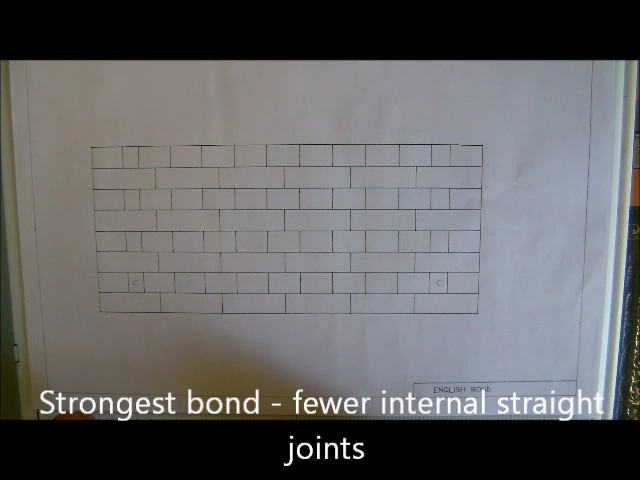 C C
ENGLISH BOND
Strongest bond - fewer internal straight
joints